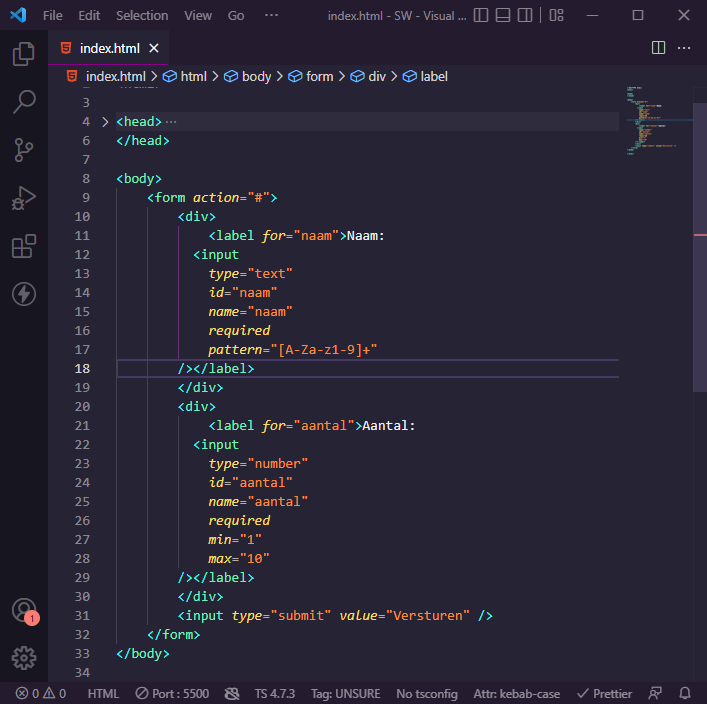 File Edit Selection View Go ··· index.html - SW - Visual ...
index.html
index.html > html > body > form > div > label
3
4 <head>···
6 </head>
7
8 <body>
9 <form action="#">
10 <div>
11 <label for="naam">Naam:
12 <input
13 type="text"
14 id="naam"
15 name="naam"
16 required
17 pattern="[A-Za-z1-9]+"
18 /></label>
19 </div>
20 <div>
21 <label for="aantal">Aantal:
22 <input
23 type="number"
24 id="aantal"
25 name="aantal"
26 required
27 min="1"
28 max="10"
29 /></label>
30 </div>
31 <input type="submit" value="Versturen" />
32 </form>
33 </body>
34
1
0 0 HTML Port : 5500 TS 4.7.3 Tag: UNSURE No tsconfig Attr: kebab-case Prettier